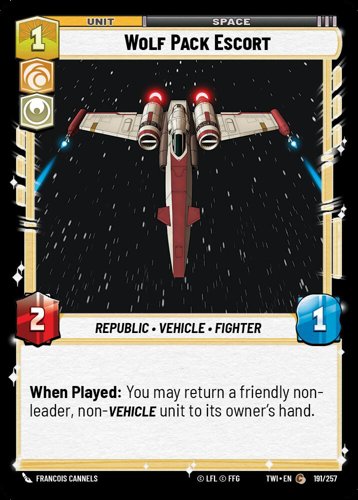 UNIT
SPACE
1
WOLF PACK ESCORT
2
1
REPUBLIC • VEHICLE • FIGHTER
When Played: You may return a friendly non-
leader, non-VEHICLE unit to its owner's hand.
FRANCOIS CANNELS
© LFL © FFG
TWI • EN
C
191/257